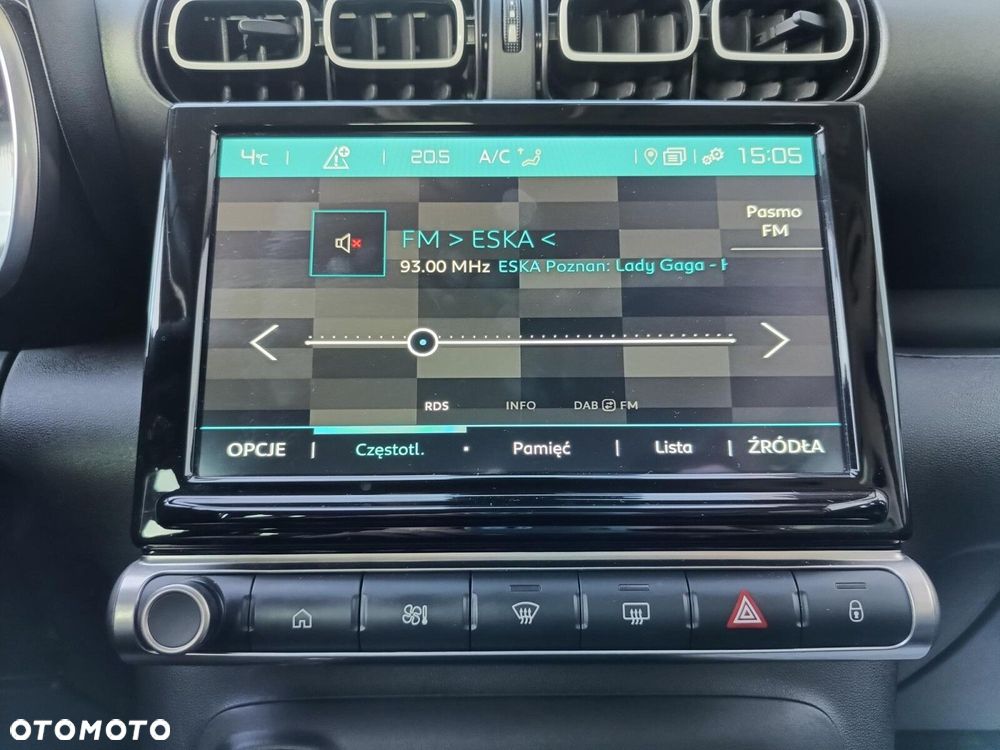 4°C | | 20.5 A/C | | 15:05
Pasmo
FM
FM > ESKA <
93.00 MHz ESKA Poznan: Lady Gaga -
RDS INFO DAB FM
OPCJE | Częstotl. · Pamięć | Lista | ŹRÓDŁA
OTOMOTO